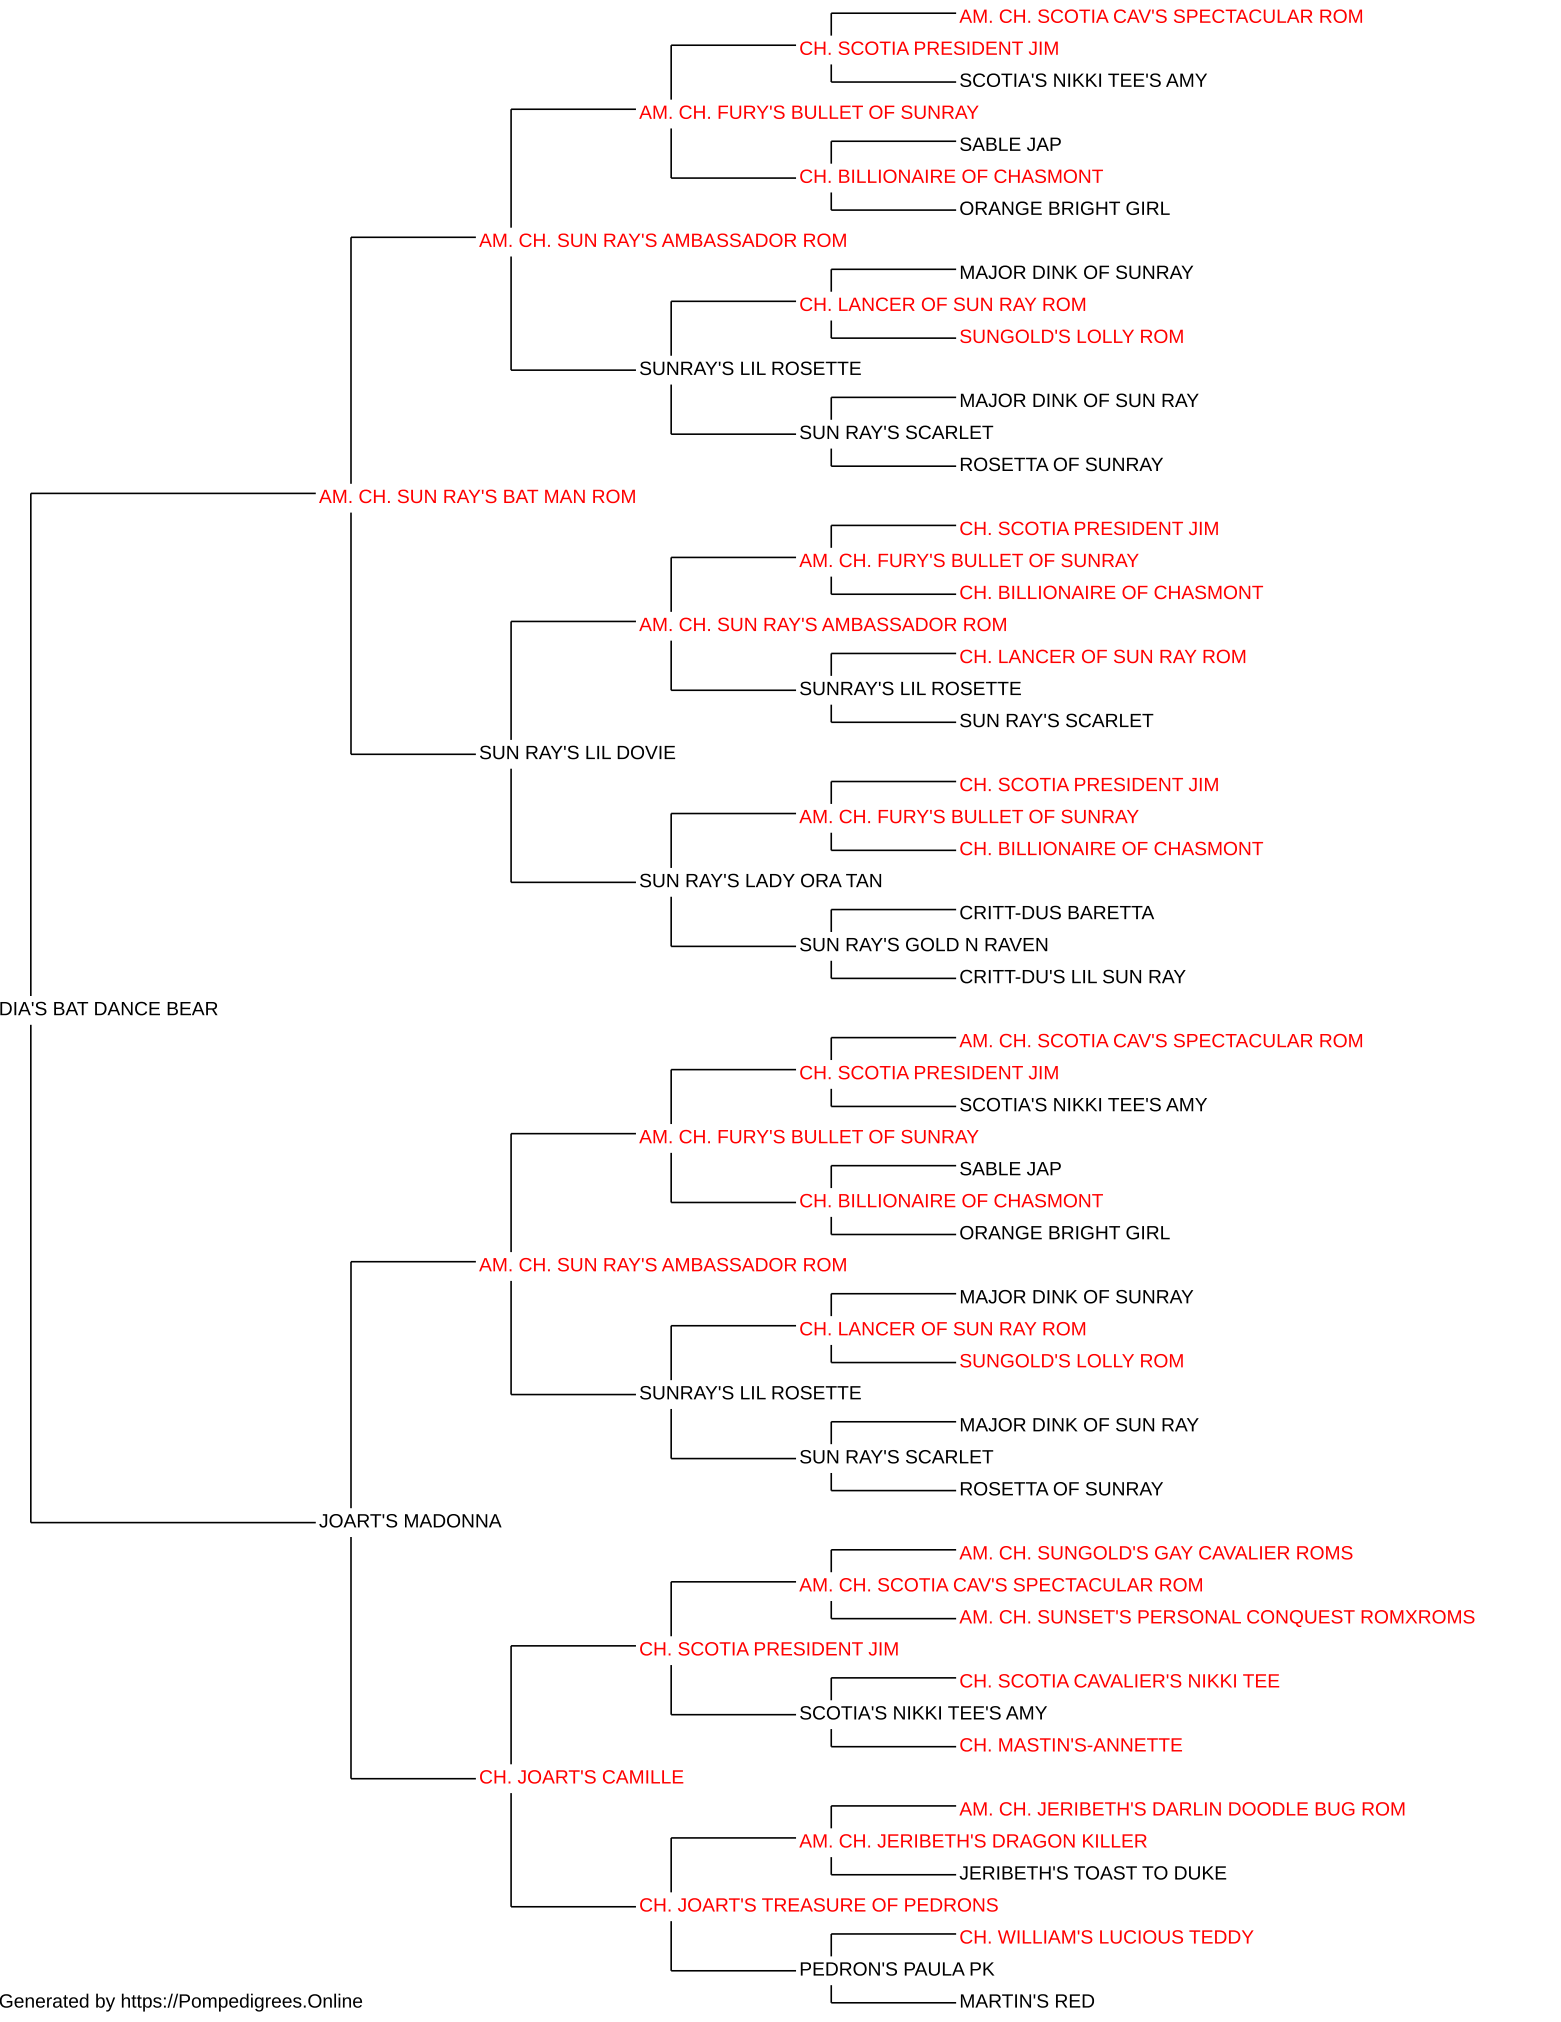 AM. CH. SCOTIA CAV'S SPECTACULAR ROM
CH. SCOTIA PRESIDENT JIM
SCOTIA'S NIKKI TEE'S AMY
AM. CH. FURY'S BULLET OF SUNRAY
SABLE JAP
CH. BILLIONAIRE OF CHASMONT
ORANGE BRIGHT GIRL
AM. CH. SUN RAY'S AMBASSADOR ROM
MAJOR DINK OF SUNRAY
CH. LANCER OF SUN RAY ROM
SUNGOLD'S LOLLY ROM
SUNRAY'S LIL ROSETTE
MAJOR DINK OF SUN RAY
SUN RAY'S SCARLET
ROSETTA OF SUNRAY
AM. CH. SUN RAY'S BAT MAN ROM
CH. SCOTIA PRESIDENT JIM
AM. CH. FURY'S BULLET OF SUNRAY
CH. BILLIONAIRE OF CHASMONT
AM. CH. SUN RAY'S AMBASSADOR ROM
CH. LANCER OF SUN RAY ROM
SUNRAY'S LIL ROSETTE
SUN RAY'S SCARLET
SUN RAY'S LIL DOVIE
CH. SCOTIA PRESIDENT JIM
AM. CH. FURY'S BULLET OF SUNRAY
CH. BILLIONAIRE OF CHASMONT
SUN RAY'S LADY ORA TAN
CRITT-DUS BARETTA
SUN RAY'S GOLD N RAVEN
CRITT-DU'S LIL SUN RAY
DIA'S BAT DANCE BEAR
AM. CH. SCOTIA CAV'S SPECTACULAR ROM
CH. SCOTIA PRESIDENT JIM
SCOTIA'S NIKKI TEE'S AMY
AM. CH. FURY'S BULLET OF SUNRAY
SABLE JAP
CH. BILLIONAIRE OF CHASMONT
ORANGE BRIGHT GIRL
AM. CH. SUN RAY'S AMBASSADOR ROM
MAJOR DINK OF SUNRAY
CH. LANCER OF SUN RAY ROM
SUNGOLD'S LOLLY ROM
SUNRAY'S LIL ROSETTE
MAJOR DINK OF SUN RAY
SUN RAY'S SCARLET
ROSETTA OF SUNRAY
JOART'S MADONNA
AM. CH. SUNGOLD'S GAY CAVALIER ROMS
AM. CH. SCOTIA CAV'S SPECTACULAR ROM
AM. CH. SUNSET'S PERSONAL CONQUEST ROMXROMS
CH. SCOTIA PRESIDENT JIM
CH. SCOTIA CAVALIER'S NIKKI TEE
SCOTIA'S NIKKI TEE'S AMY
CH. MASTIN'S-ANNETTE
CH. JOART'S CAMILLE
AM. CH. JERIBETH'S DARLIN DOODLE BUG ROM
AM. CH. JERIBETH'S DRAGON KILLER
JERIBETH'S TOAST TO DUKE
CH. JOART'S TREASURE OF PEDRONS
CH. WILLIAM'S LUCIOUS TEDDY
PEDRON'S PAULA PK
MARTIN'S RED
Generated by https://Pompedigrees.Online